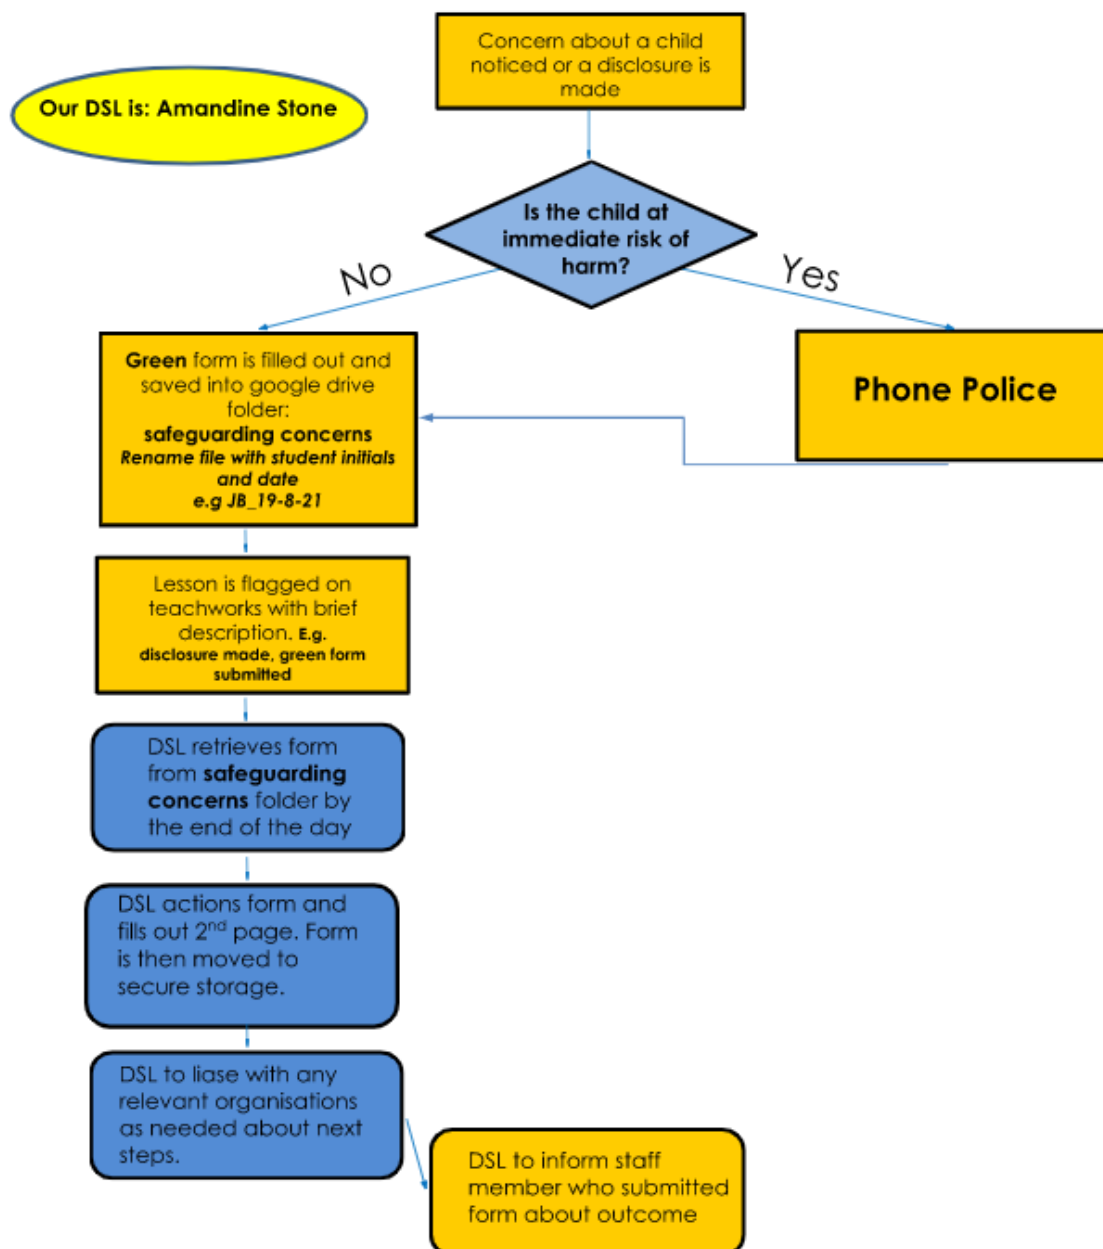 Concern about a child
noticed or a disclosure is
made
Our DSL is: Amandine Stone
Is the child at
immediate risk of
harm?
No
Yes
Green form is filled out and
saved into google drive
folder:
safeguarding concerns
Rename file with student initials
and date
e.g JB_19-8-21
Phone Police
Lesson is flagged on
teachworks with brief
description. E.g.
disclosure made, green form
submitted
DSL retrieves form
from safeguarding
concerns folder by
the end of the day
DSL actions form and
fills out 2nd page. Form
is then moved to
secure storage.
DSL to liase with any
relevant organisations
as needed about next
steps.
DSL to inform staff
member who submitted
form about outcome